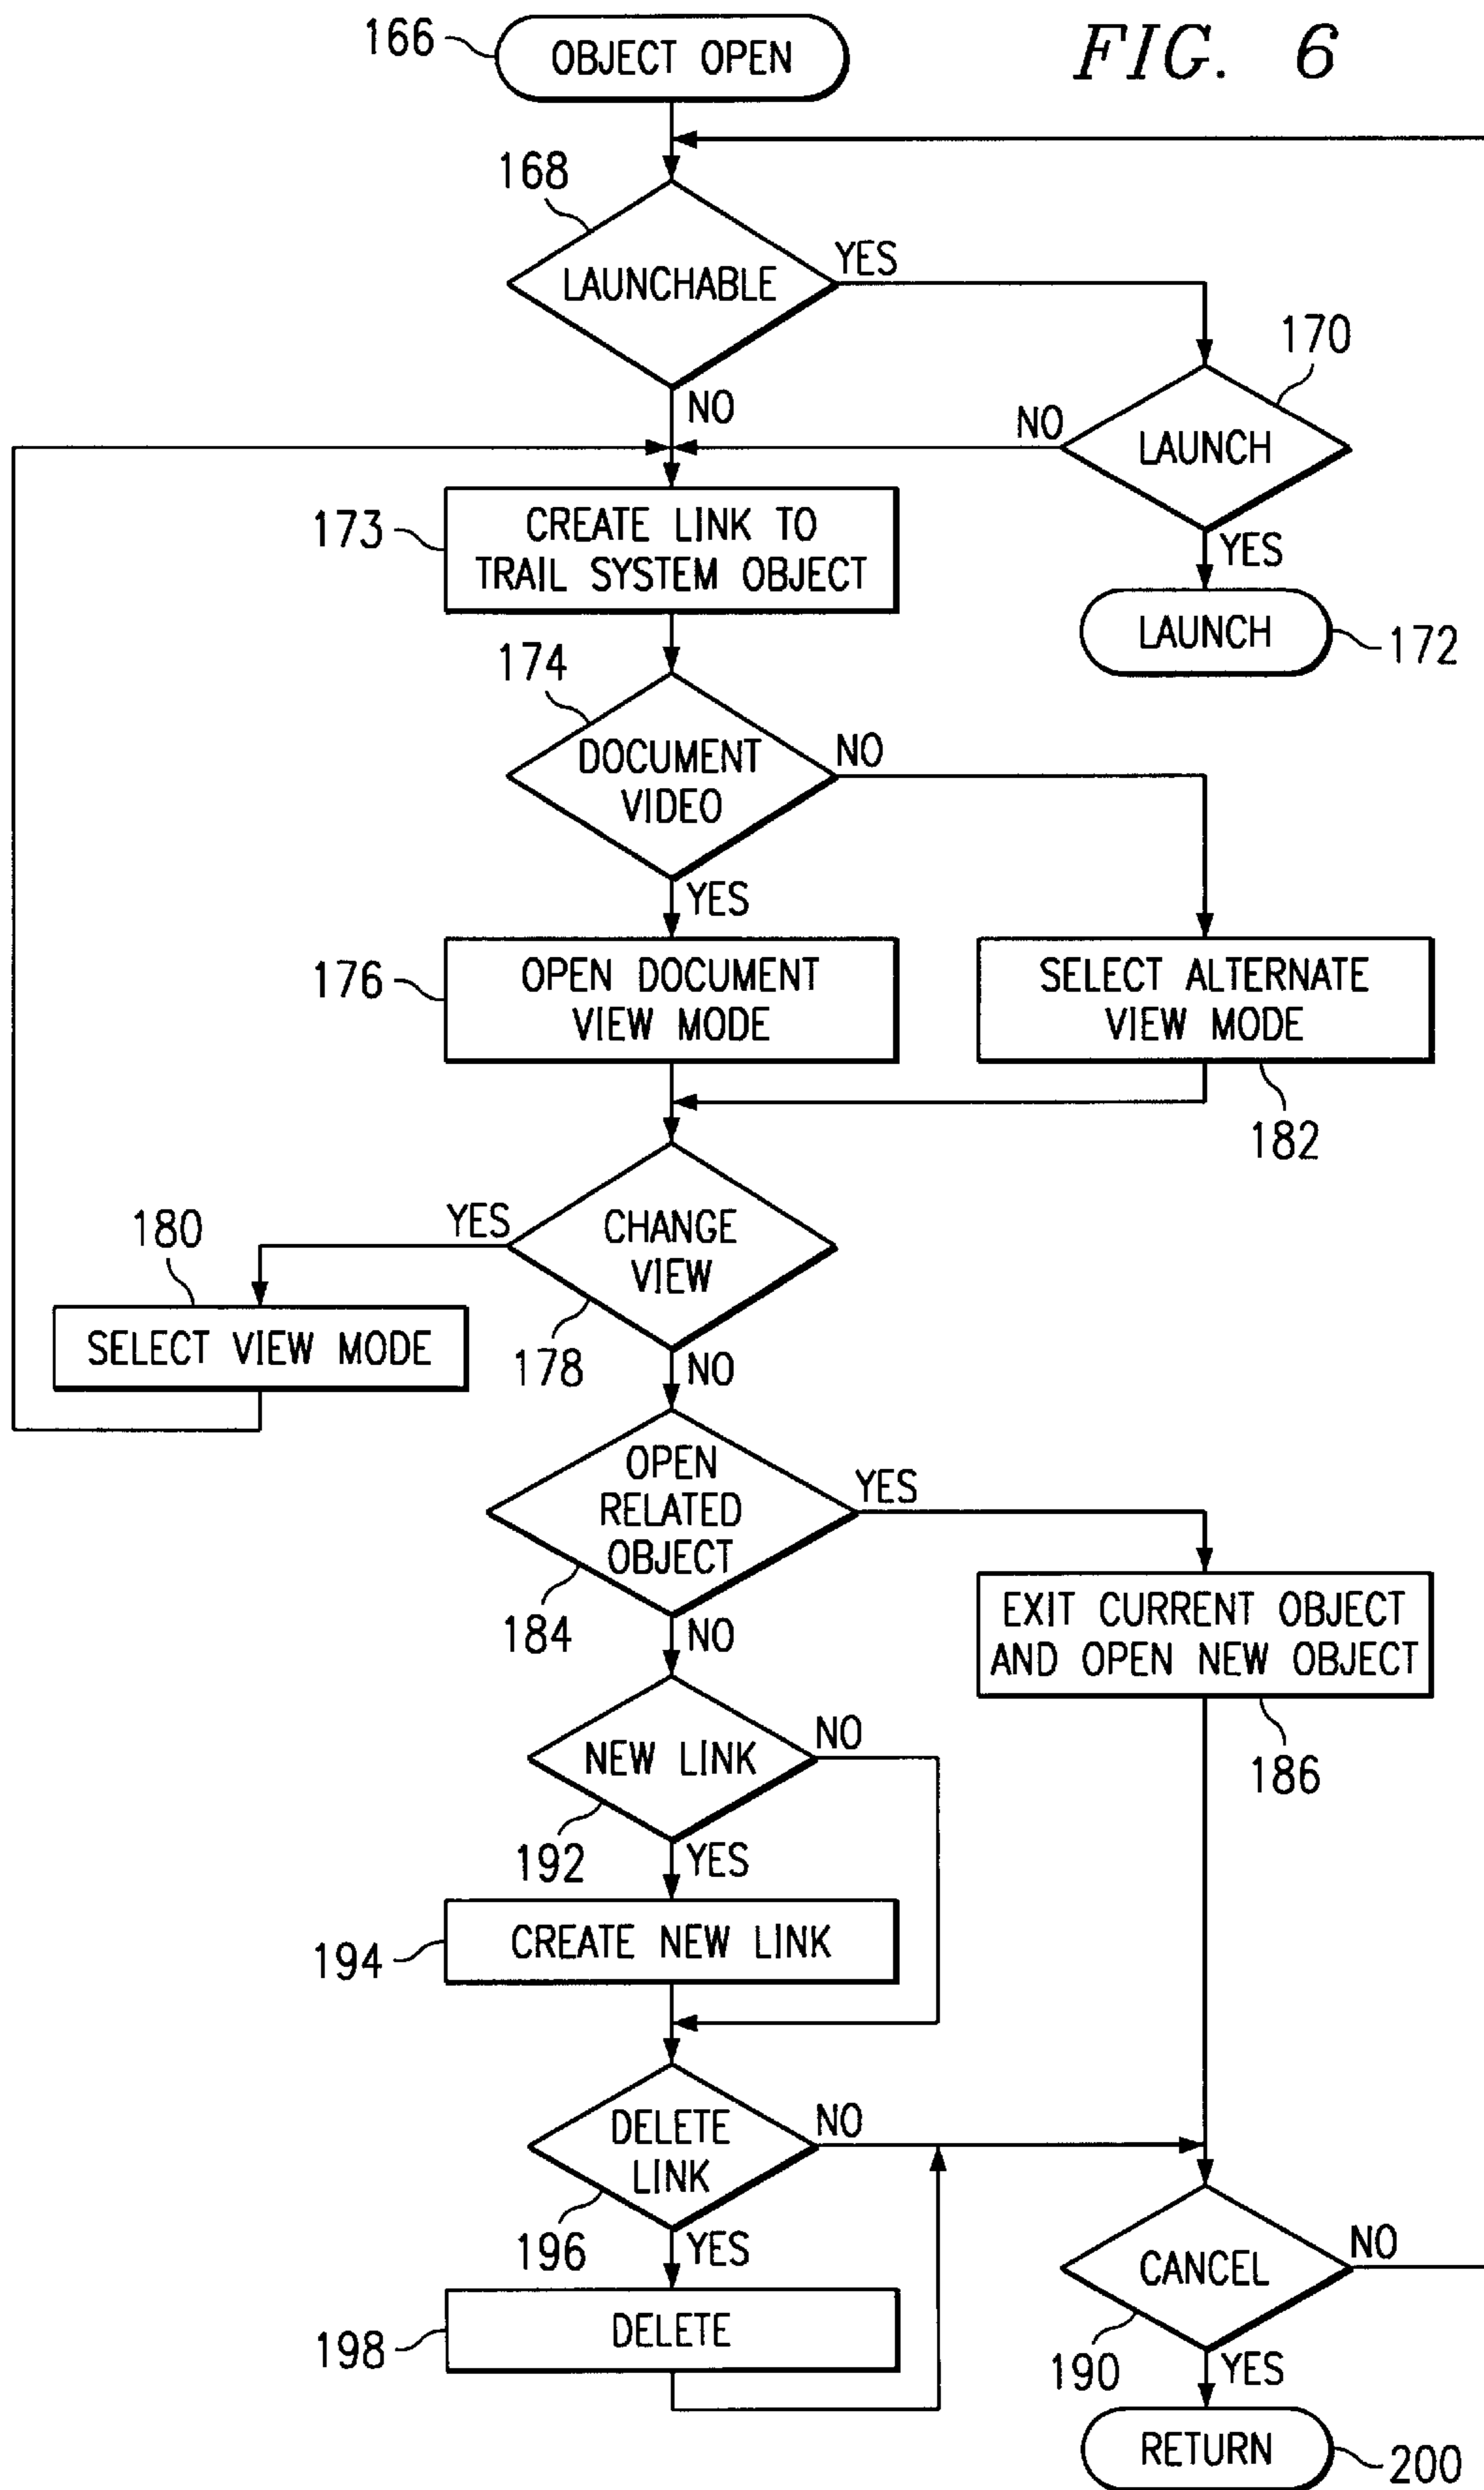 FIG. 6
166
OBJECT OPEN
168
LAUNCHABLE
YES
NO
170
LAUNCH
NO
YES
LAUNCH
172
173
CREATE LINK TO
TRAIL SYSTEM OBJECT
174
DOCUMENT
VIDEO
NO
YES
176
OPEN DOCUMENT
VIEW MODE
SELECT ALTERNATE
VIEW MODE
182
CHANGE
VIEW
YES
178
NO
180
SELECT VIEW MODE
OPEN
RELATED
OBJECT
YES
184
NO
EXIT CURRENT OBJECT
AND OPEN NEW OBJECT
186
NEW LINK
NO
192
YES
194
CREATE NEW LINK
DELETE
LINK
NO
196
YES
198
DELETE
CANCEL
NO
190
YES
RETURN
200